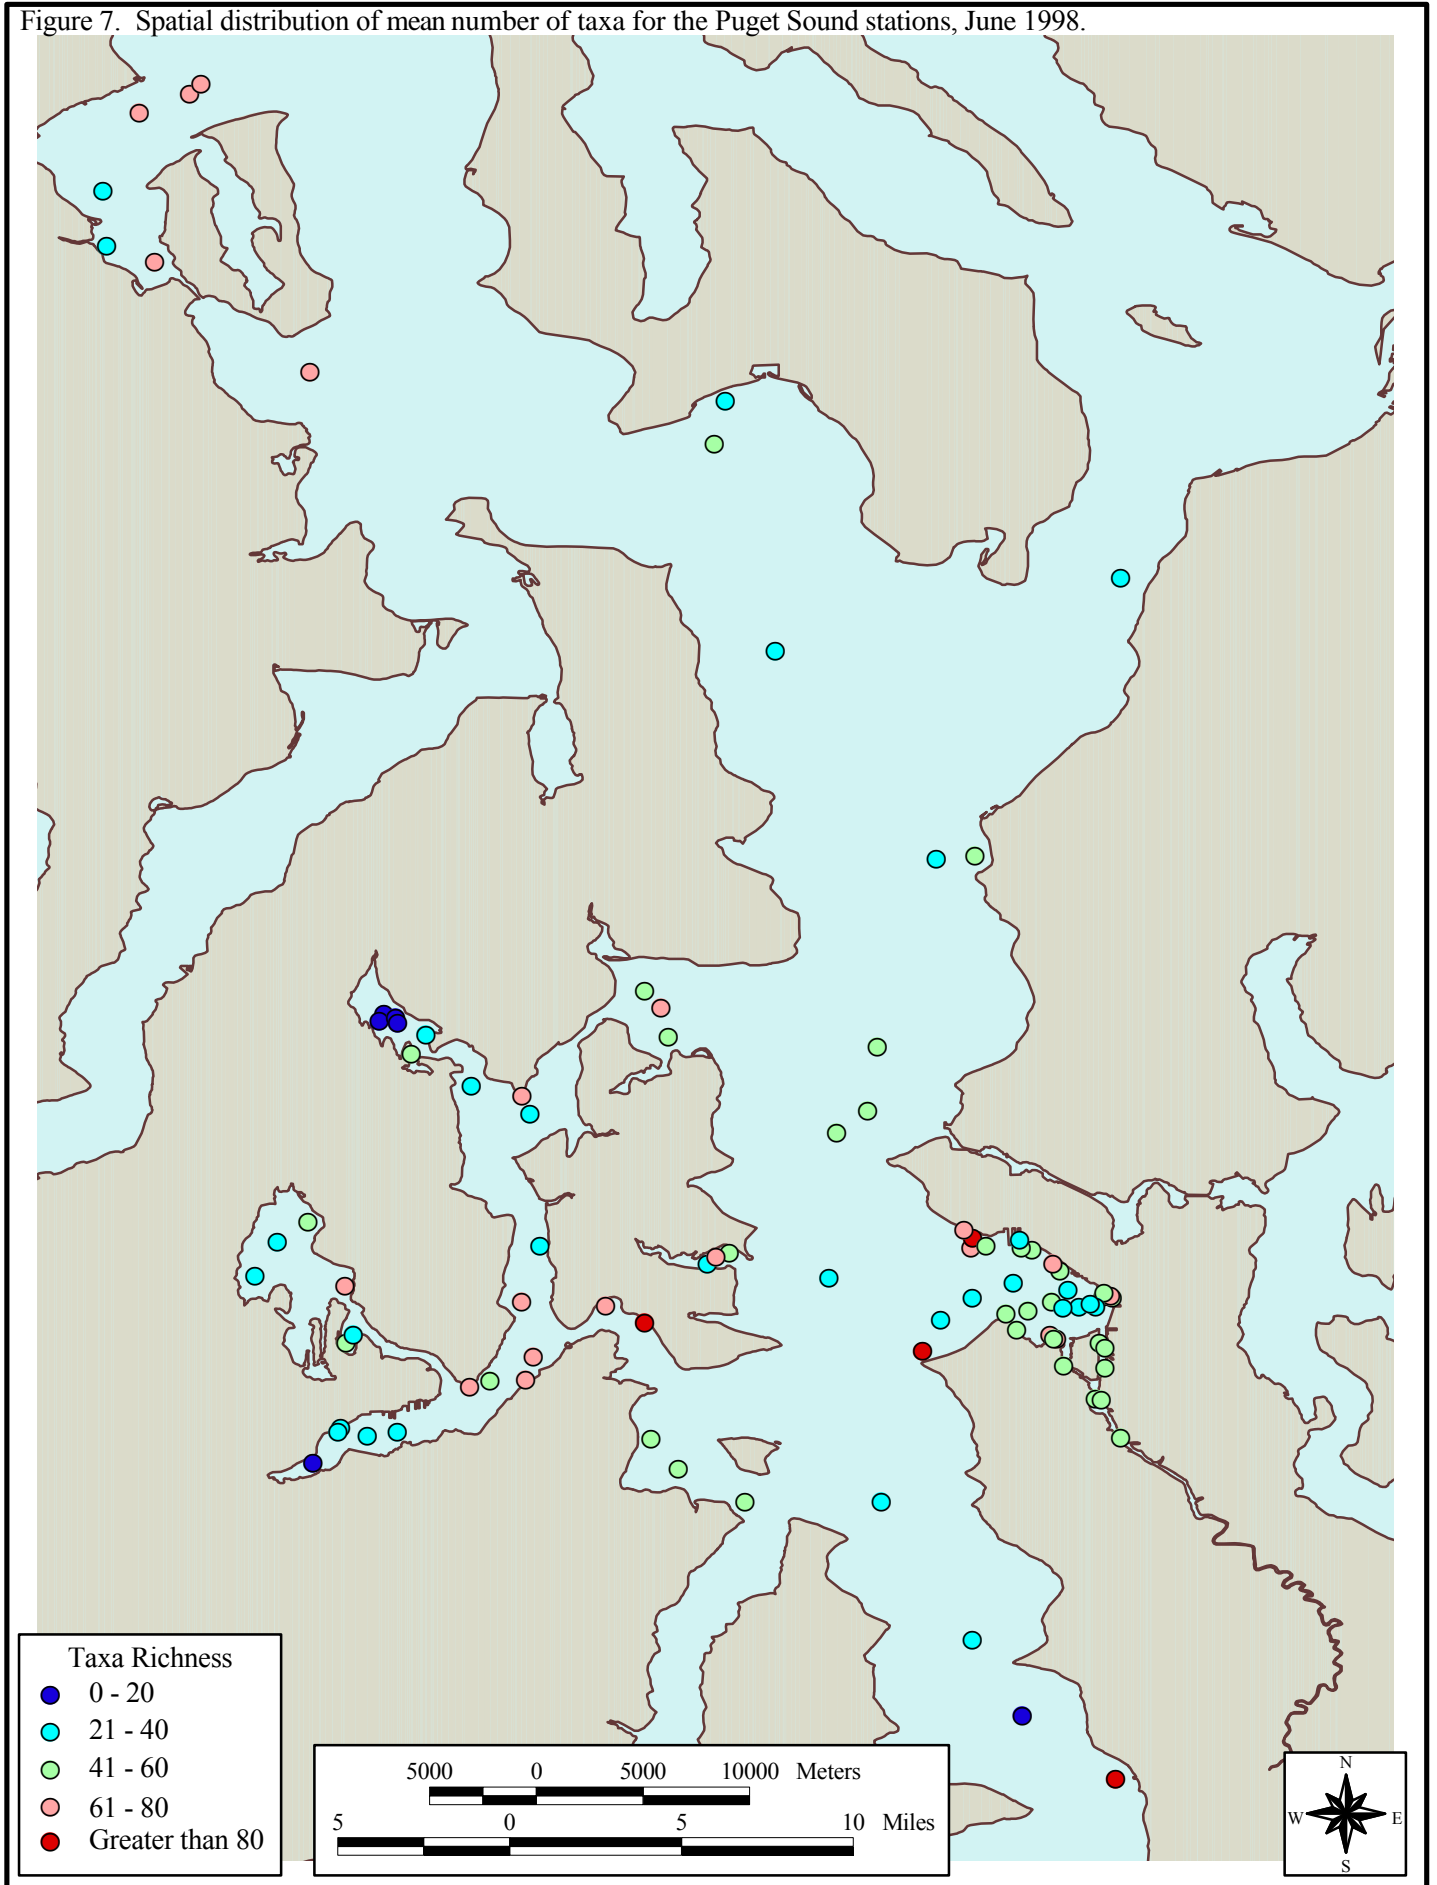 Figure 7. Spatial distribution of mean number of taxa for the Puget Sound stations, June 1998.
Taxa Richness
0 - 20
21 - 40
41 - 60
61 - 80
Greater than 80
5000 0 5000 10000 Meters
5 0 5 10 Miles
N
W E
S